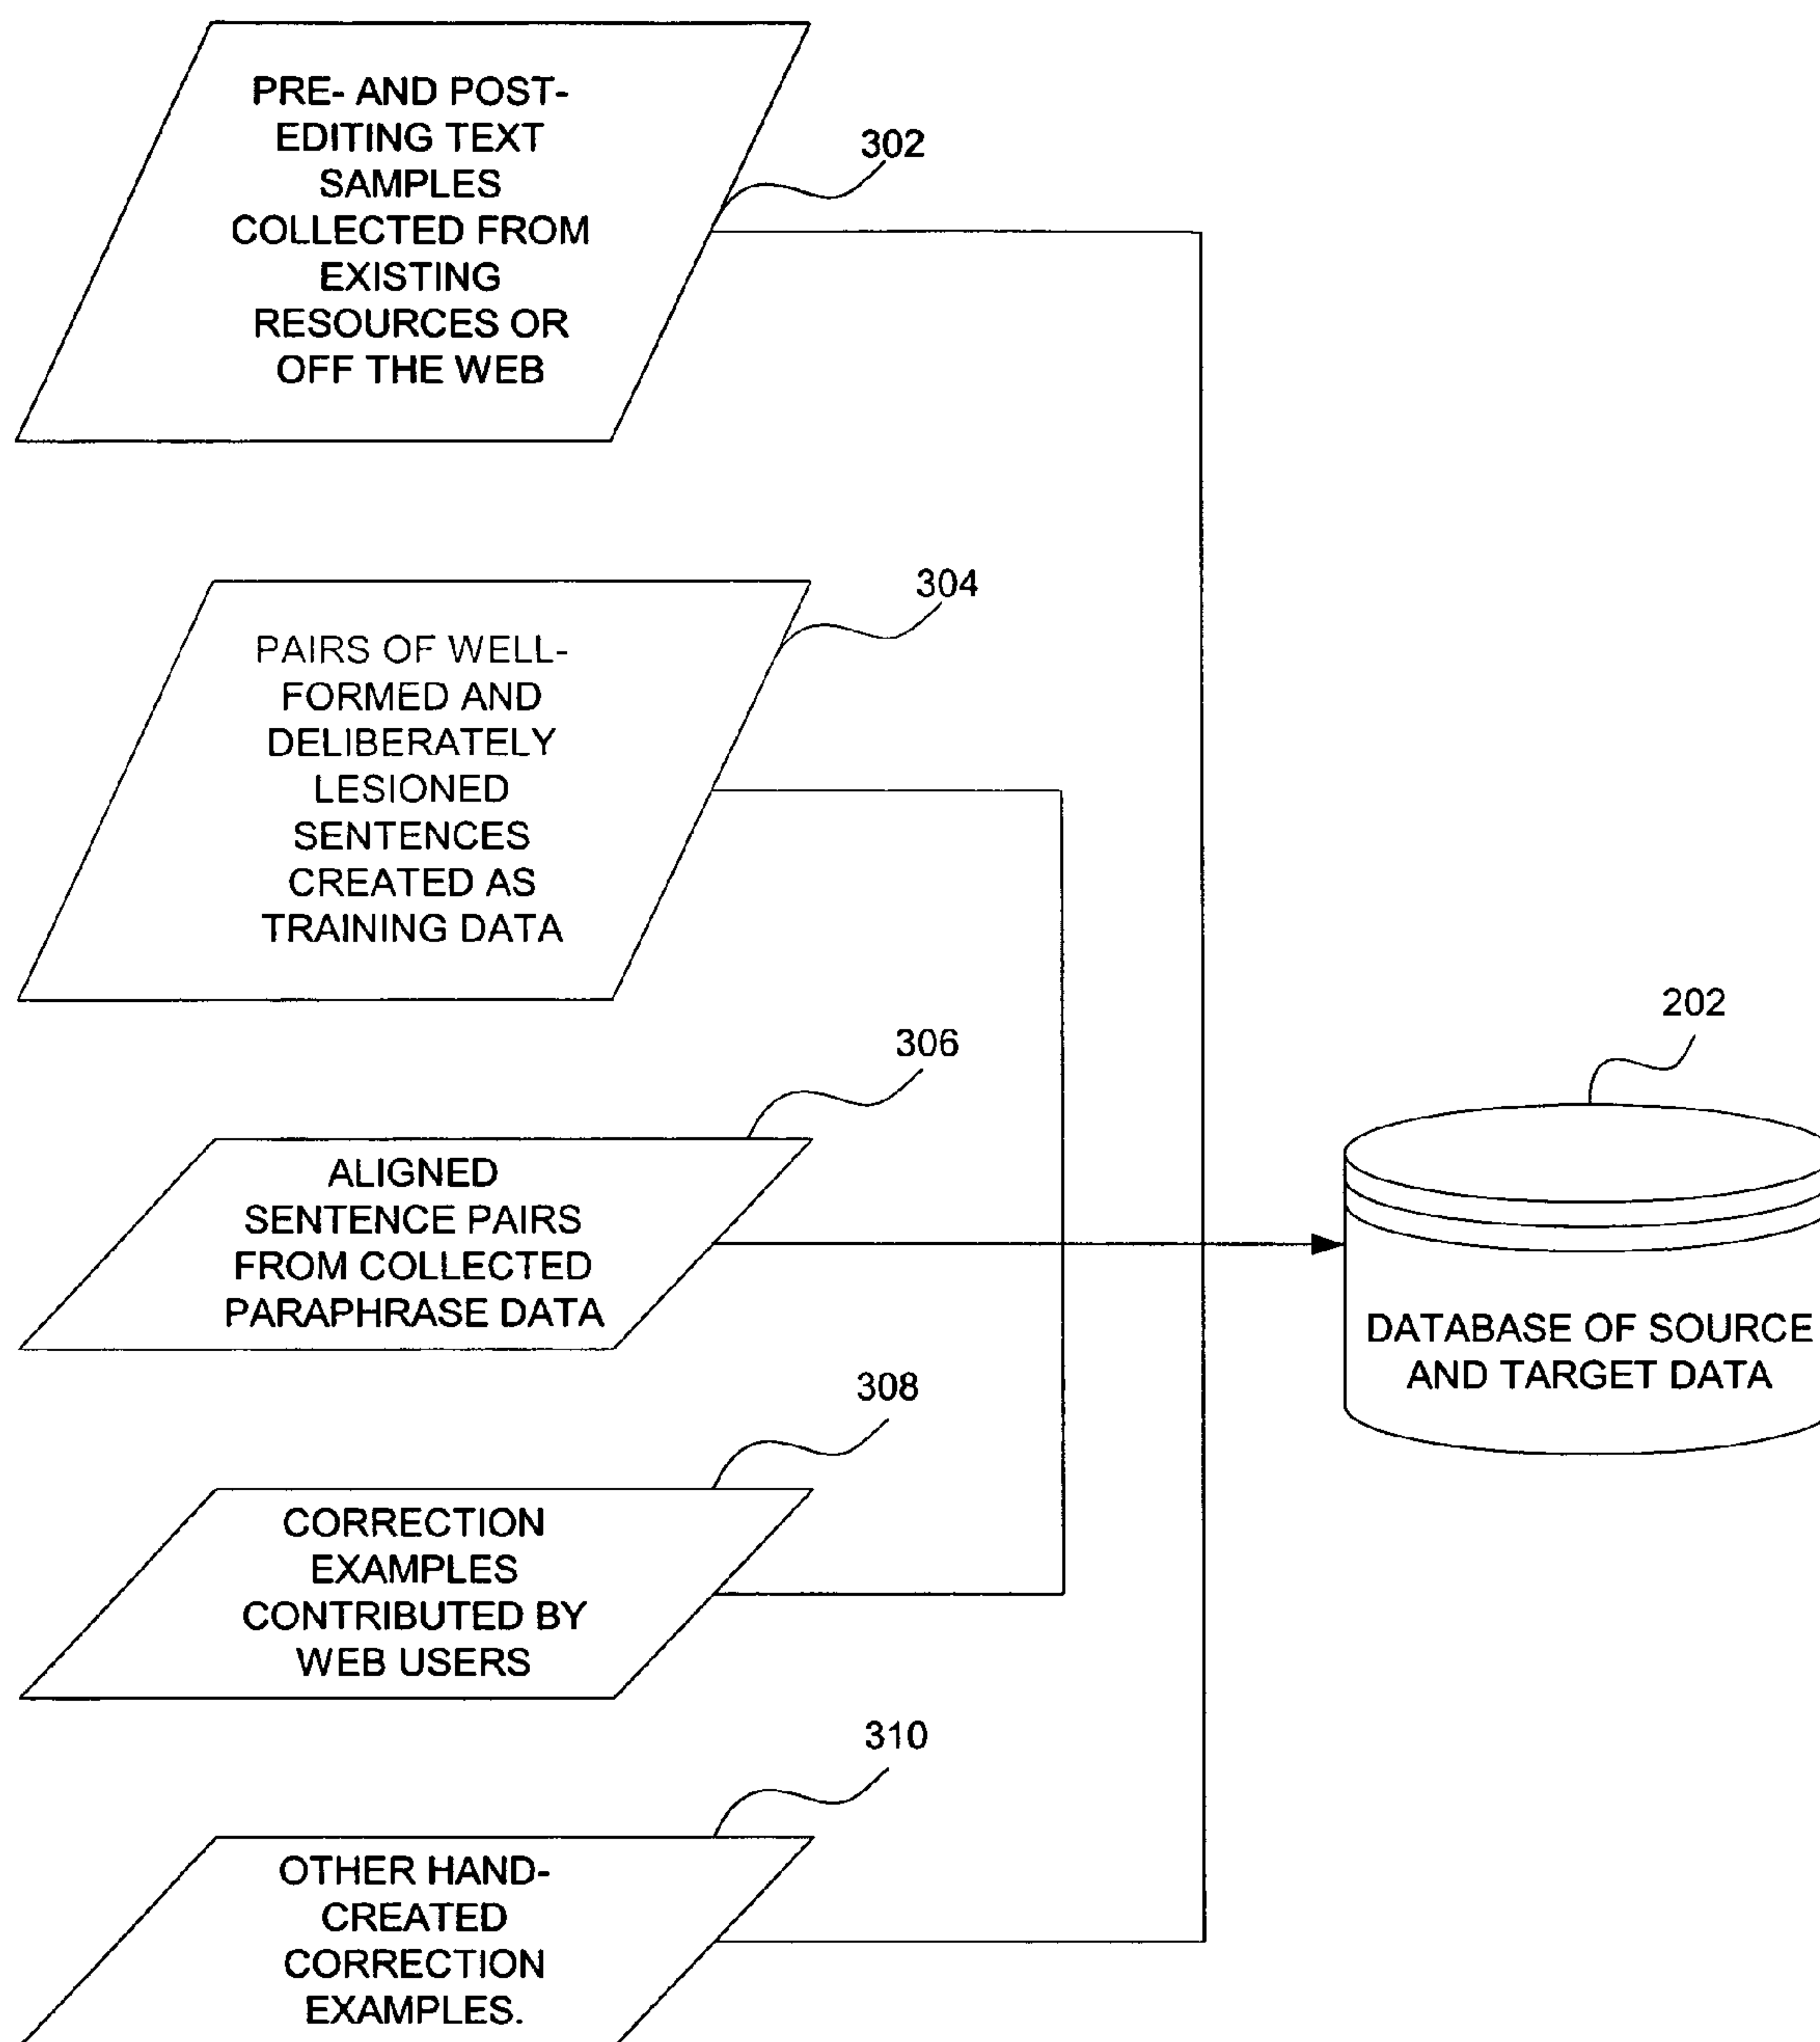 PRE- AND POST-
EDITING TEXT
SAMPLES
COLLECTED FROM
EXISTING
RESOURCES OR
OFF THE WEB
302
PAIRS OF WELL-
FORMED AND
DELIBERATELY
LESIONED
SENTENCES
CREATED AS
TRAINING DATA
304
ALIGNED
SENTENCE PAIRS
FROM COLLECTED
PARAPHRASE DATA
306
CORRECTION
EXAMPLES
CONTRIBUTED BY
WEB USERS
308
OTHER HAND-
CREATED
CORRECTION
EXAMPLES.
310
202
DATABASE OF SOURCE
AND TARGET DATA